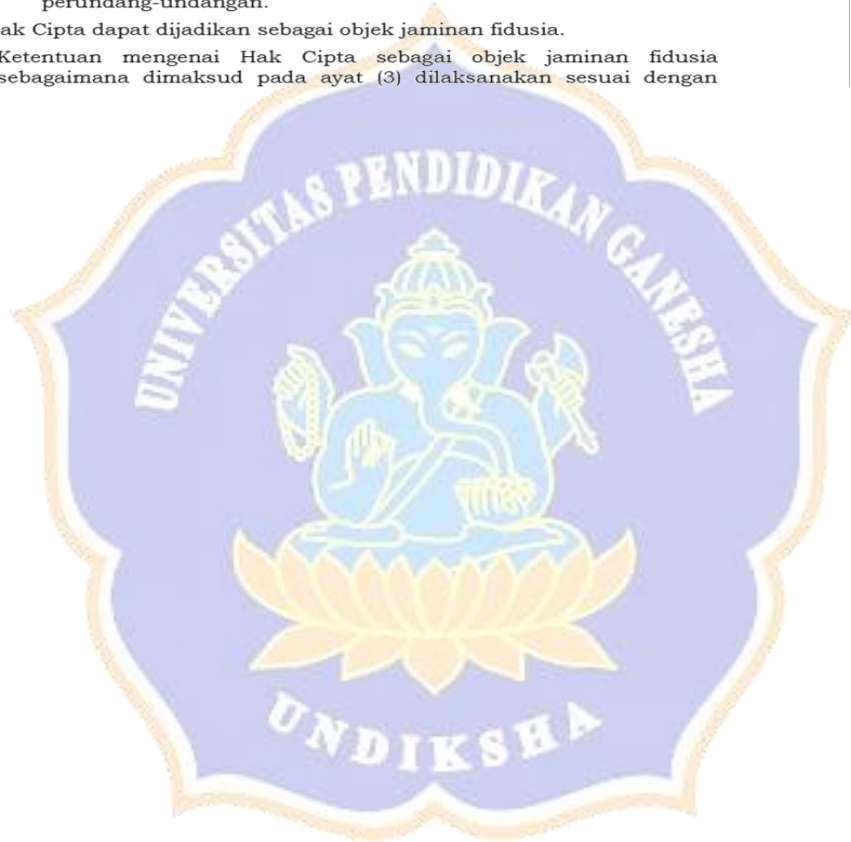 perundang-undangan.
ak Cipta dapat dijadikan sebagai objek jaminan fidusia.
Ketentuan mengenai Hak Cipta sebagai objek jaminan fidusia
sebagaimana dimaksud pada ayat (3) dilaksanakan sesuai dengan
UNIVERSITAS PENDIDIKAN GANESHA
UNDIKSHA